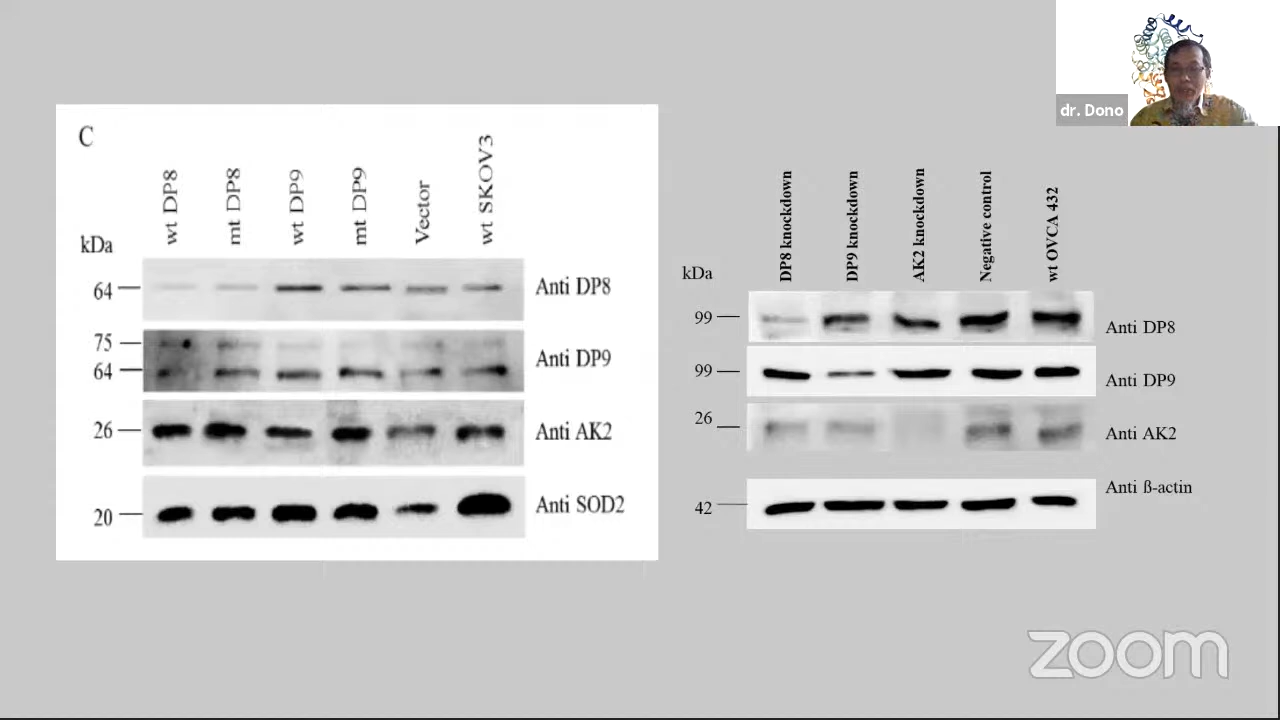 dr. Dono
C
wt DP8
mt DP8
wt DP9
mt DP9
Vector
wt SKOV3
kDa
64
Anti DP8
75
64
Anti DP9
26
Anti AK2
20
Anti SOD2
DP8 knockdown
DP9 knockdown
AK2 knockdown
Negative control
wt OVCA 432
kDa
99
Anti DP8
99
Anti DP9
26
Anti AK2
42
Anti ß-actin
zoom